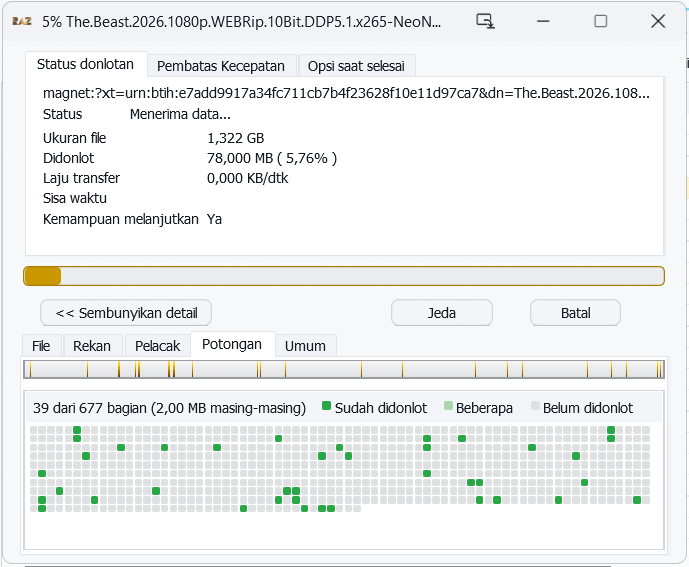 RAZ 5% The.Beast.2026.1080p.WEBRip.10Bit.DDP5.1.x265-NeoN...
Status donlotan Pembatas Kecepatan Opsi saat selesai
magnet:?xt=urn:btih:e7add9917a34fc711cb7b4f23628f10e11d97ca7&dn=The.Beast.2026.108...
Status Menerima data...
Ukuran file 1,322 GB
Didonlot 78,000 MB ( 5,76% )
Laju transfer 0,000 KB/dtk
Sisa waktu
Kemampuan melanjutkan Ya
<< Sembunyikan detail Jeda Batal
File Rekan Pelacak Potongan Umum
39 dari 677 bagian (2,00 MB masing-masing) Sudah didonlot Beberapa Belum didonlot